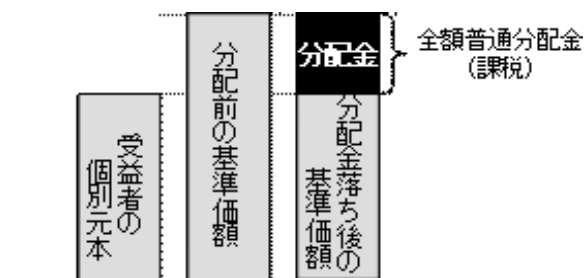 受益者の
個別元本
分配前の基準価額
分配金
分配金落ち後の
基準価額
全額普通分配金
(課税)